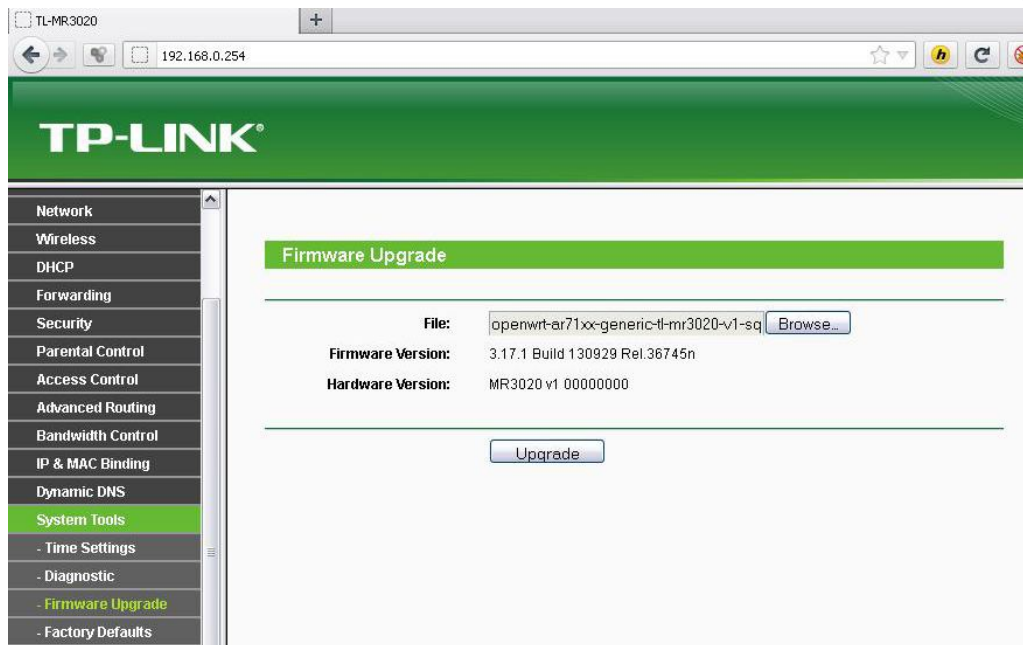 TL-MR3020
+
192.168.0.254
h
TP-LINK®
Network
Wireless
DHCP
Forwarding
Security
Parental Control
Access Control
Advanced Routing
Bandwidth Control
IP & MAC Binding
Dynamic DNS
System Tools
- Time Settings
- Diagnostic
- Firmware Upgrade
- Factory Defaults
Firmware Upgrade
File: openwrt-ar71xx-generic-tl-mr3020-v1-sq Browse...
Firmware Version: 3.17.1 Build 130929 Rel.36745n
Hardware Version: MR3020 v1 00000000
Upgrade